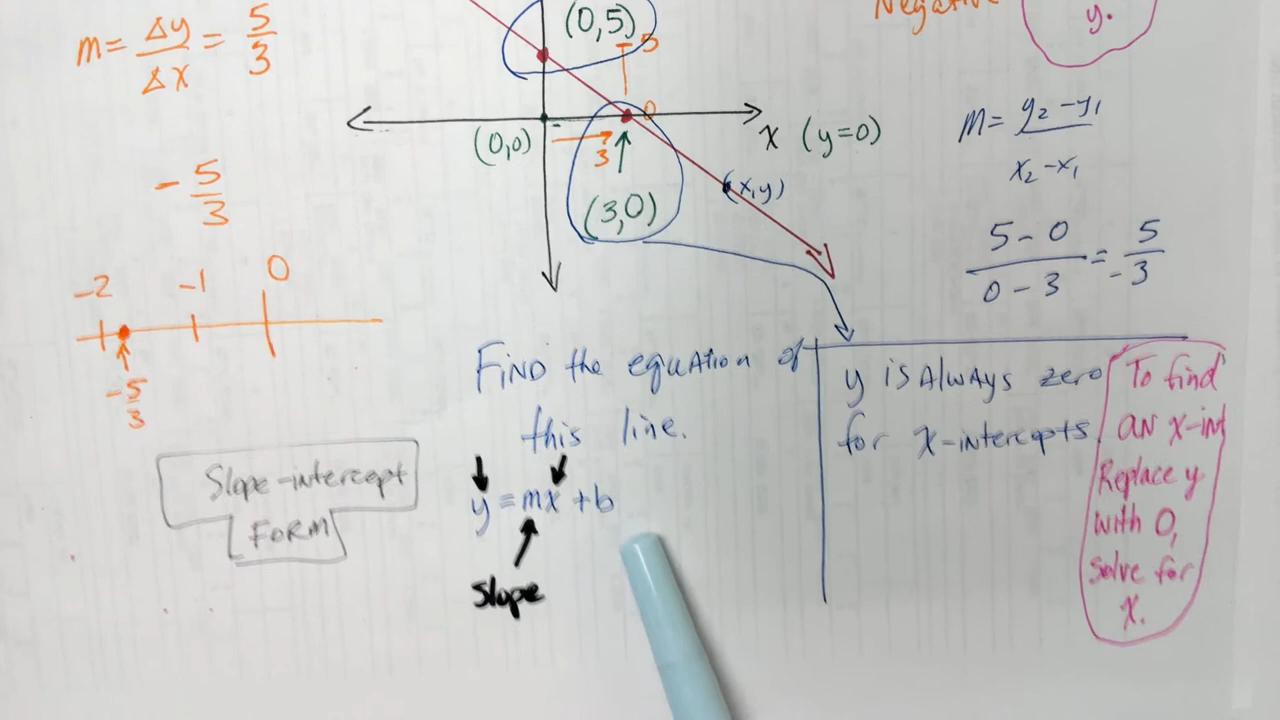 m = Δy/Δx = 5/3
(0,5)
5
Negative
y.
0
(0,0)
3
x (y=0)
(3,0)
(x,y)
m = y₂ - y₁ / x₂ - x₁
5 - 0 / 0 - 3 = 5 / -3
- 5/3
-2 -1 0
-5/3
Find the equation of
this line.
Slope-intercept
FORM
y = mx + b
Slope
y is Always zero
for x-intercepts.
To find
an x-int
Replace y
with 0,
solve for
x.